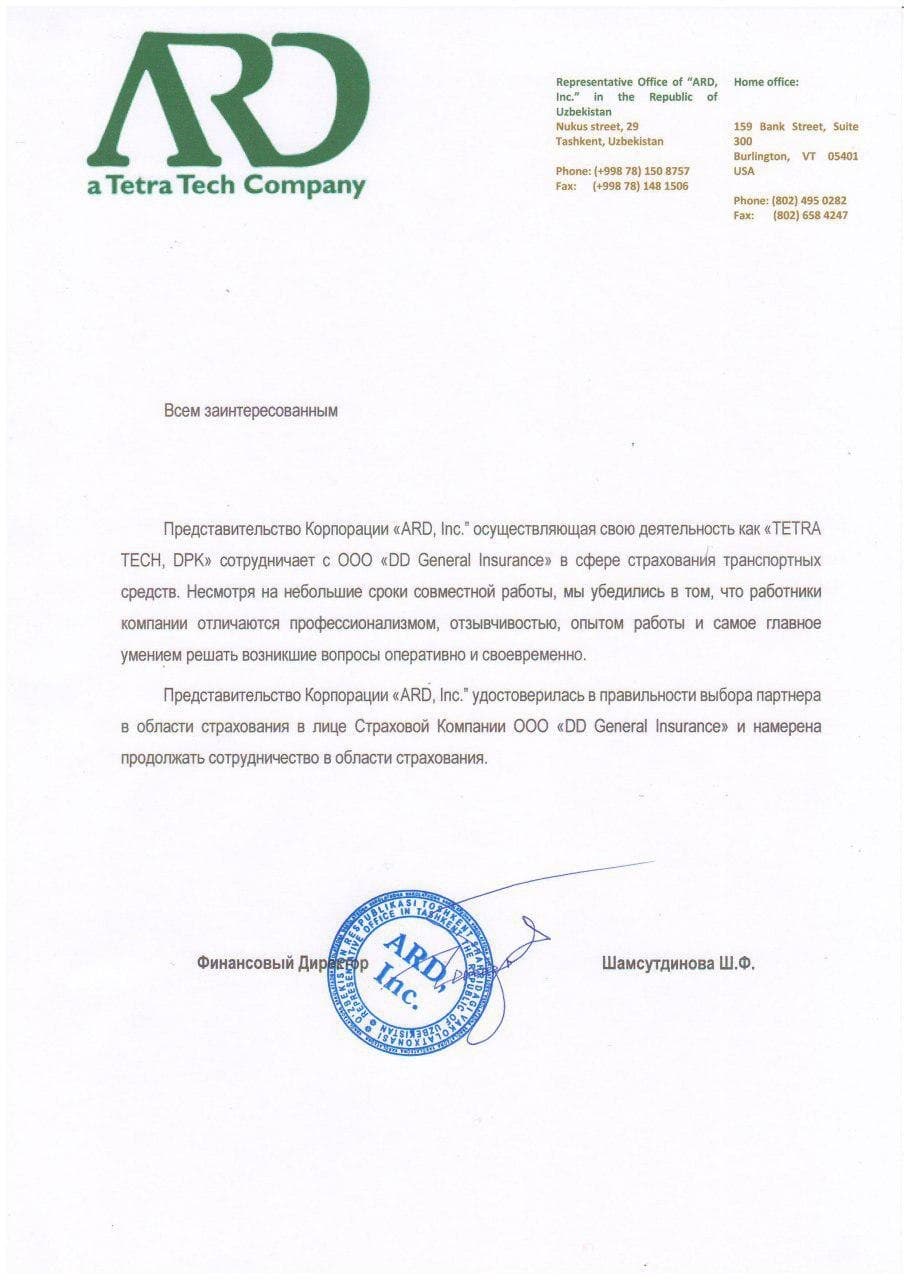 ARD
a Tetra Tech Company
Representative Office of “ARD,
Inc.” in the Republic of
Uzbekistan
Nukus street, 29
Tashkent, Uzbekistan
Phone: (+998 78) 150 8757
Fax: (+998 78) 148 1506
Home office:
159 Bank Street, Suite
300
Burlington, VT 05401
USA
Phone: (802) 495 0282
Fax: (802) 658 4247
Всем заинтересованным
Представительство Корпорации «ARD, Inc.” осуществляющая свою деятельность как «TETRA
TECH, DPK» сотрудничает с ООО «DD General Insurance» в сфере страхования транспортных
средств. Несмотря на небольшие сроки совместной работы, мы убедились в том, что работники
компании отличаются профессионализмом, отзывчивостью, опытом работы и самое главное
умением решать возникшие вопросы оперативно и своевременно.
Представительство Корпорации «ARD, Inc.” удостоверилась в правильности выбора партнера
в области страхования в лице Страховой Компании ООО «DD General Insurance» и намерена
продолжать сотрудничество в области страхования.
Финансовый Директор
Шамсутдинова Ш.Ф.
O'ZBEKISTON RESPUBLIKASI TOSHKENT SHAHRIDAGI VAKOLATXONASI
REPRESENTATIVE OFFICE IN TASHKENT THE REPUBLIC OF UZBEKISTAN
ARD,
Inc.